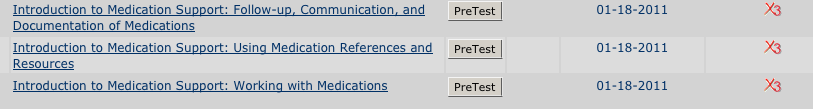 Introduction to Medication Support: Follow-up, Communication, and PreTest 01-18-2011 X3
Documentation of Medications
Introduction to Medication Support: Using Medication References and PreTest 01-18-2011 X3
Resources
Introduction to Medication Support: Working with Medications PreTest 01-18-2011 X3